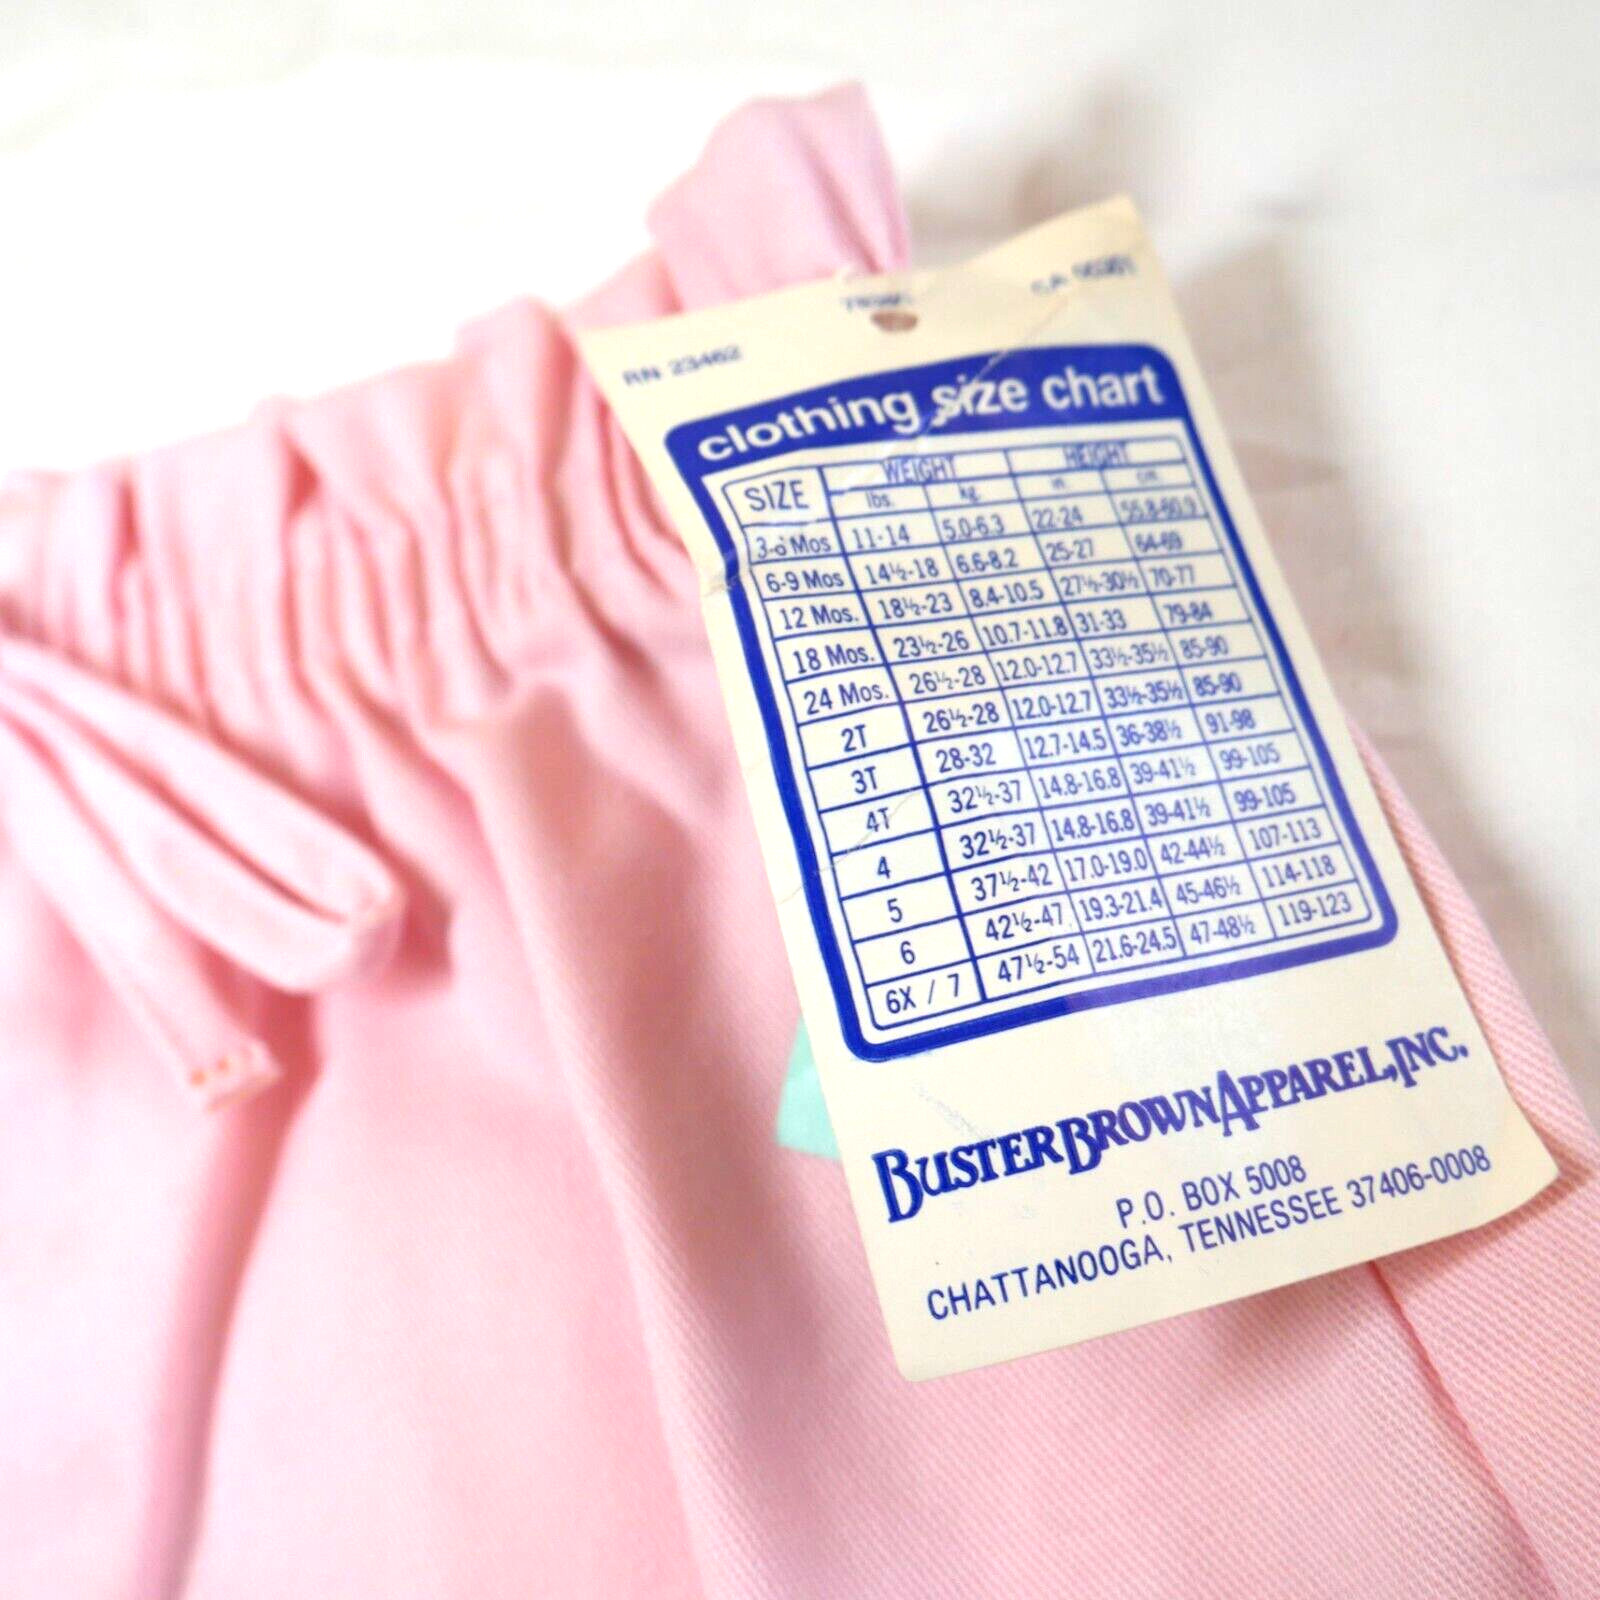 RN 23462
clothing size chart
SIZE WEIGHT HEIGHT
lbs. kg. in. cm.
3-6 Mos 11-14 5.0-6.3 22-24 55.8-60.9
6-9 Mos 14½-18 6.6-8.2 25-27 64-69
12 Mos. 18½-23 8.4-10.5 27½-30½ 70-77
18 Mos. 23½-26 10.7-11.8 31-33 79-84
24 Mos. 26½-28 12.0-12.7 33½-35½ 85-90
2T 26½-28 12.0-12.7 33½-35½ 85-90
3T 28-32 12.7-14.5 36-38½ 91-98
4T 32½-37 14.8-16.8 39-41½ 99-105
4 32½-37 14.8-16.8 39-41½ 99-105
5 37½-42 17.0-19.0 42-44½ 107-113
6 42½-47 19.3-21.4 45-46½ 114-118
6X / 7 47½-54 21.6-24.5 47-48½ 119-123
BUSTER BROWN APPAREL, INC.
P.O. BOX 5008
CHATTANOOGA, TENNESSEE 37406-0008